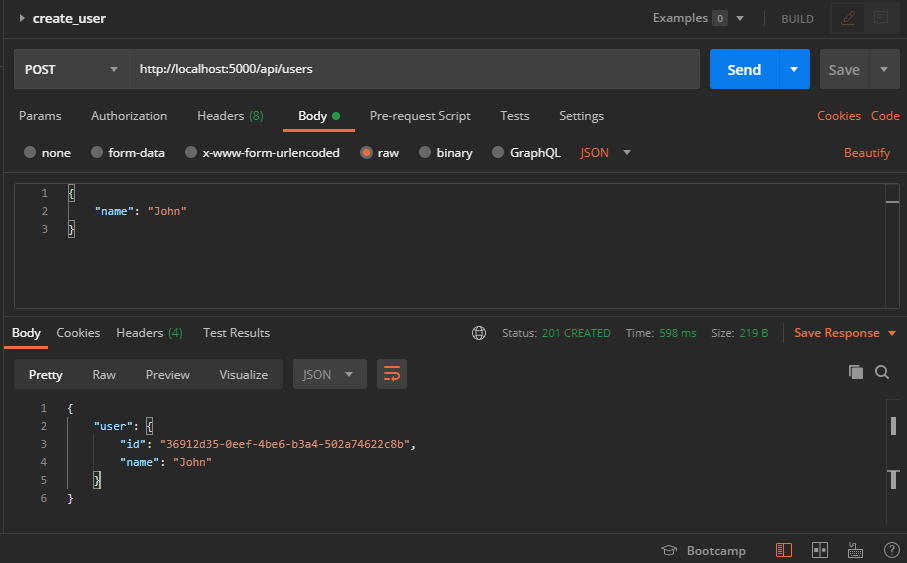 create_user Examples 0 BUILD
POST http://localhost:5000/api/users Send Save
Params Authorization Headers (8) Body Pre-request Script Tests Settings Cookies Code
none form-data x-www-form-urlencoded raw binary GraphQL JSON Beautify
1 {
2 "name": "John"
3 }
Body Cookies Headers (4) Test Results Status: 201 CREATED Time: 598 ms Size: 219 B Save Response
Pretty Raw Preview Visualize JSON
1 {
2 "user": {
3 "id": "36912d35-0eef-4be6-b3a4-502a74622c8b",
4 "name": "John"
5 }
6 }
Bootcamp ?